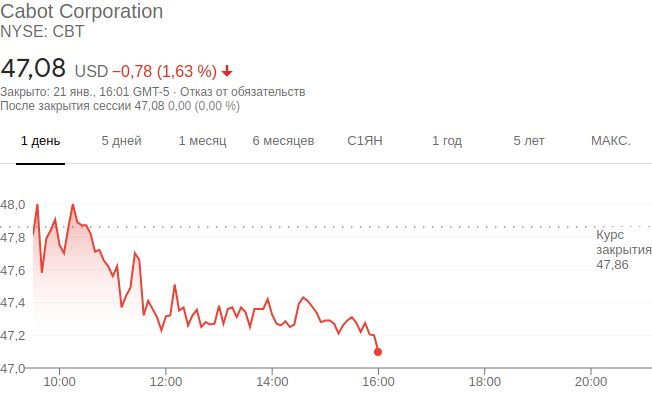 Cabot Corporation
NYSE: CBT
47,08 USD −0,78 (1,63 %)
Закрыто: 21 янв., 16:01 GMT-5 · Отказ от обязательств
После закрытия сессии 47,08 0,00 (0,00 %)
1 день 5 дней 1 месяц 6 месяцев С1ЯН 1 год 5 лет МАКС.
48,0
47,8
47,6
47,4
47,2
47,0
Курс
закрытия
47,86
10:00 12:00 14:00 16:00 18:00 20:00